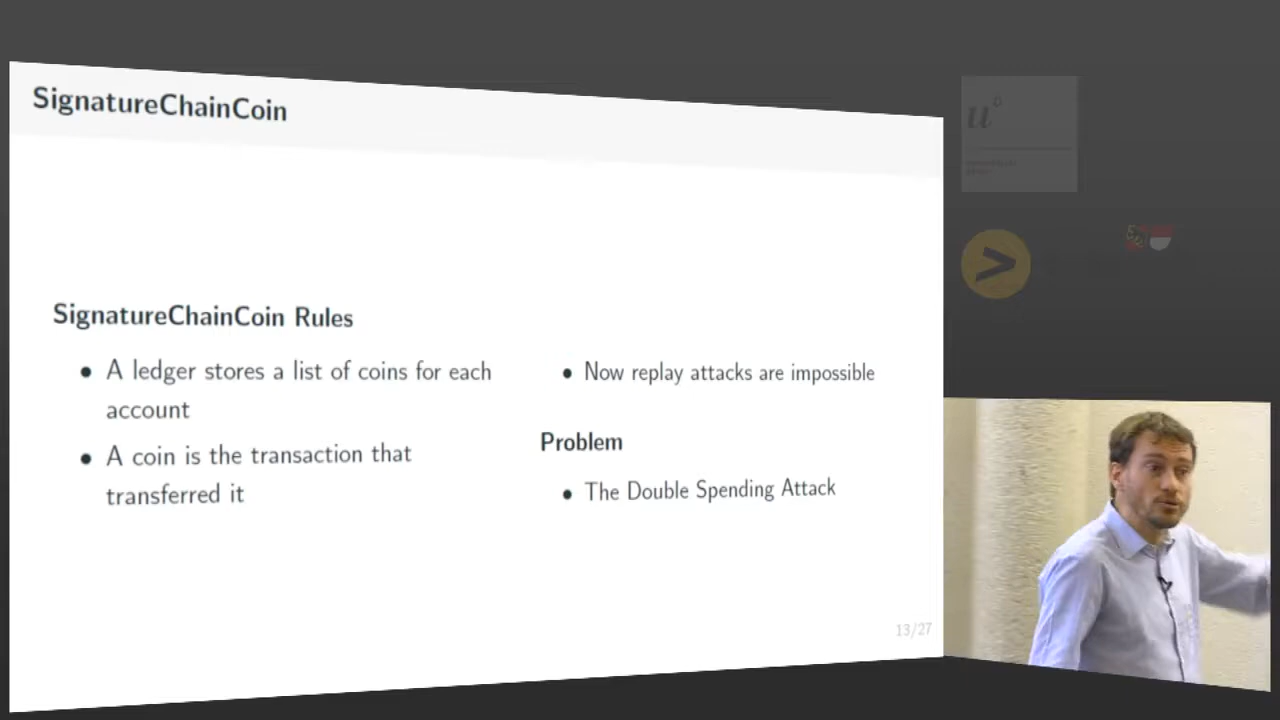 SignatureChainCoin
SignatureChainCoin Rules
• A ledger stores a list of coins for each
account
• A coin is the transaction that
transferred it
• Now replay attacks are impossible
Problem
• The Double Spending Attack
13/27
u
b
>